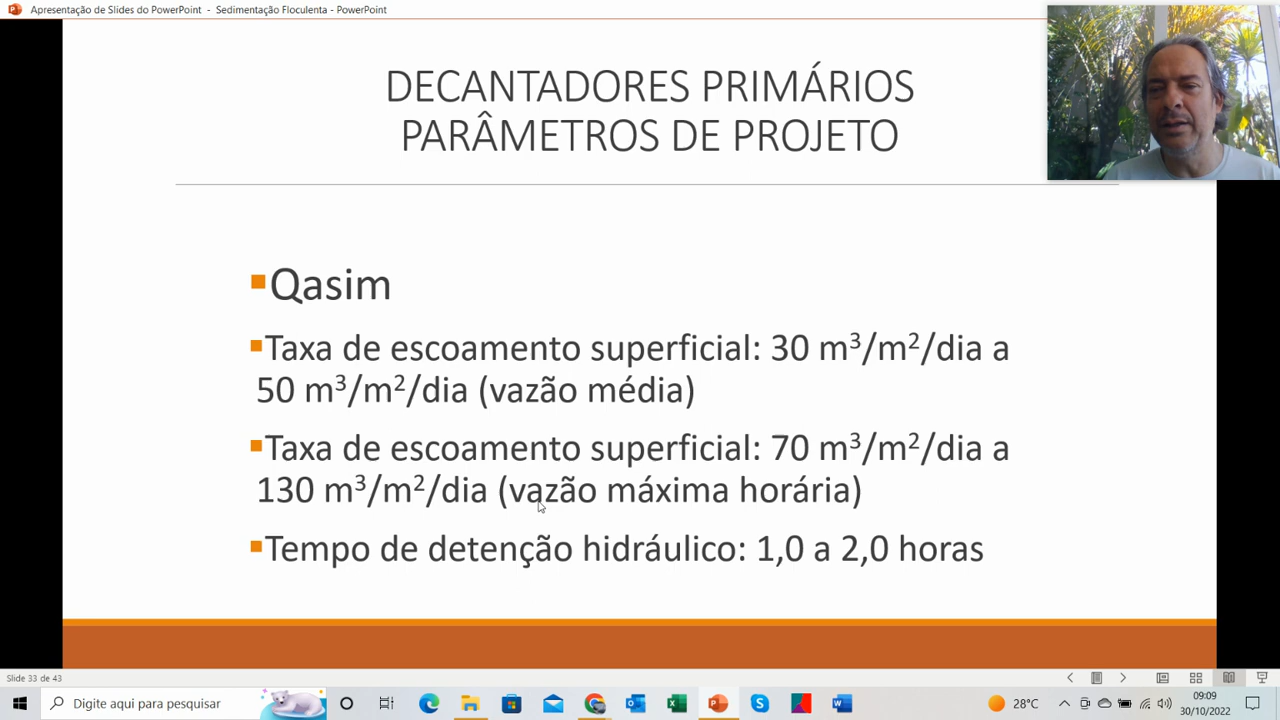 Apresentação de Slides do PowerPoint - Sedimentação Floculenta - PowerPoint
DECANTADORES PRIMÁRIOS
PARÂMETROS DE PROJETO
Qasim
Taxa de escoamento superficial: 30 m³/m²/dia a
50 m³/m²/dia (vazão média)
Taxa de escoamento superficial: 70 m³/m²/dia a
130 m³/m²/dia (vazão máxima horária)
Tempo de detenção hidráulico: 1,0 a 2,0 horas
Slide 33 de 43
Digite aqui para pesquisar
28°C
09:09
30/10/2022